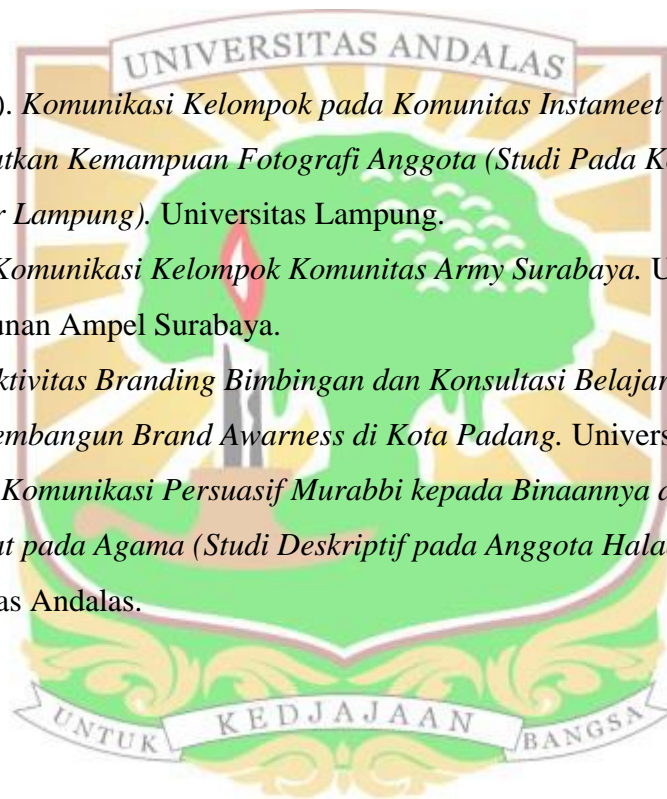 UNIVERSITAS ANDALAS
). Komunikasi Kelompok pada Komunitas Instameet
tkan Kemampuan Fotografi Anggota (Studi Pada K
r Lampung). Universitas Lampung.
Komunikasi Kelompok Komunitas Army Surabaya. U
unan Ampel Surabaya.
ktivitas Branding Bimbingan dan Konsultasi Belajar
embangun Brand Awarness di Kota Padang. Univers
Komunikasi Persuasif Murabbi kepada Binaannya d
t pada Agama (Studi Deskriptif pada Anggota Hala
as Andalas.
UNTUK KEDJAJAAN BANGSA